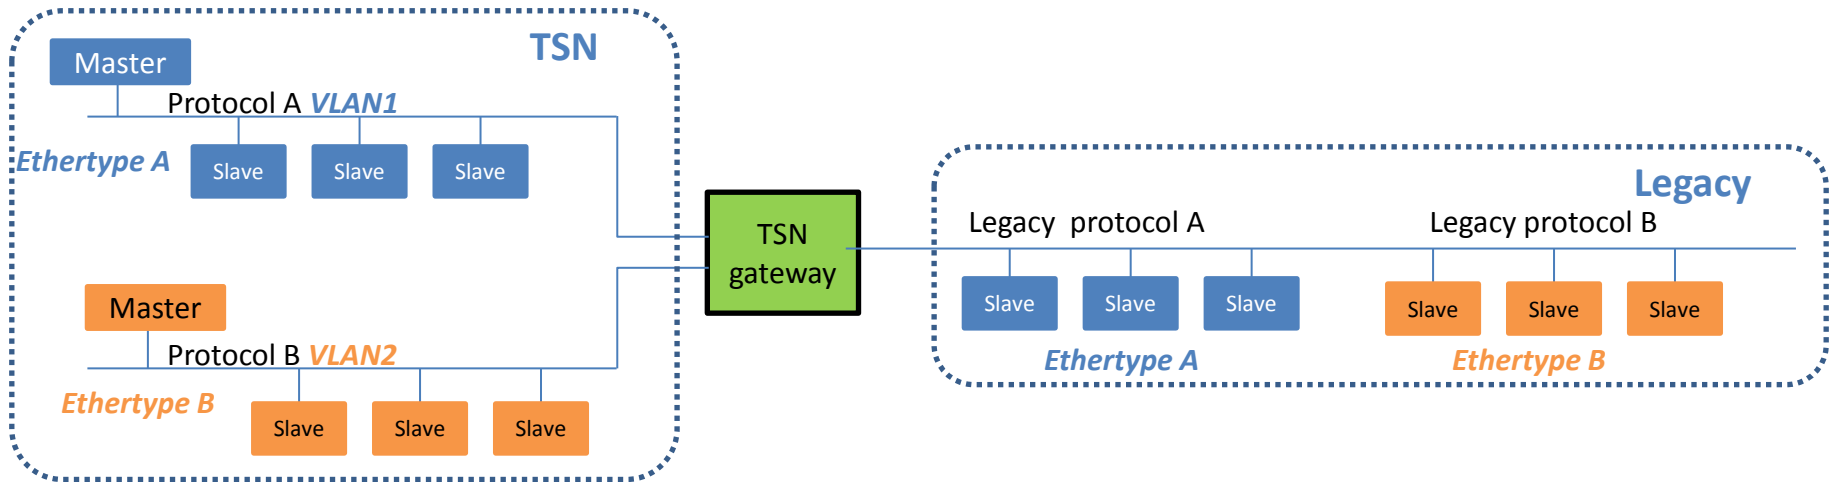 TSN
Master
Protocol A VLAN1
Ethertype A
Slave
Slave
Slave
Master
Protocol B VLAN2
Ethertype B
Slave
Slave
Slave
TSN
gateway
Legacy
Legacy protocol A
Legacy protocol B
Slave
Slave
Slave
Slave
Slave
Slave
Ethertype A
Ethertype B